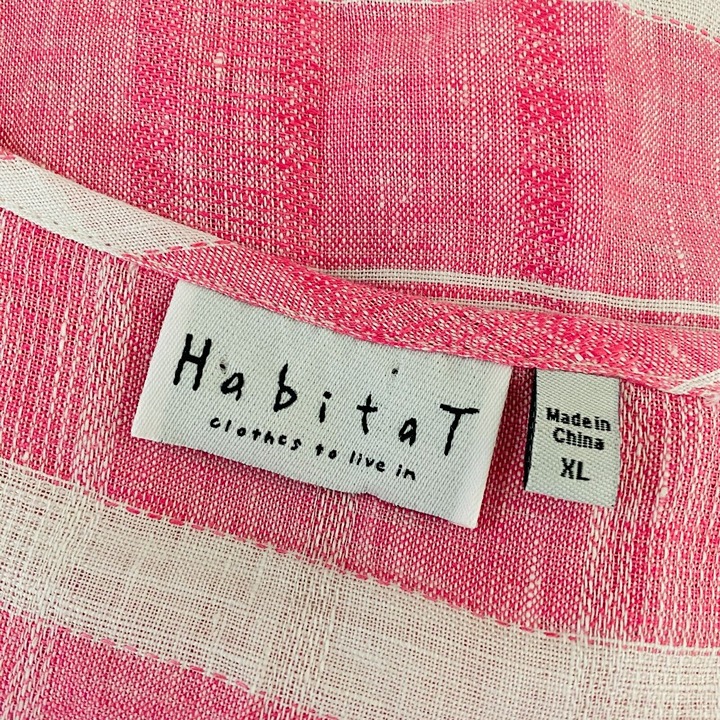 HabitaT
clothes to live in
Made in
China
XL